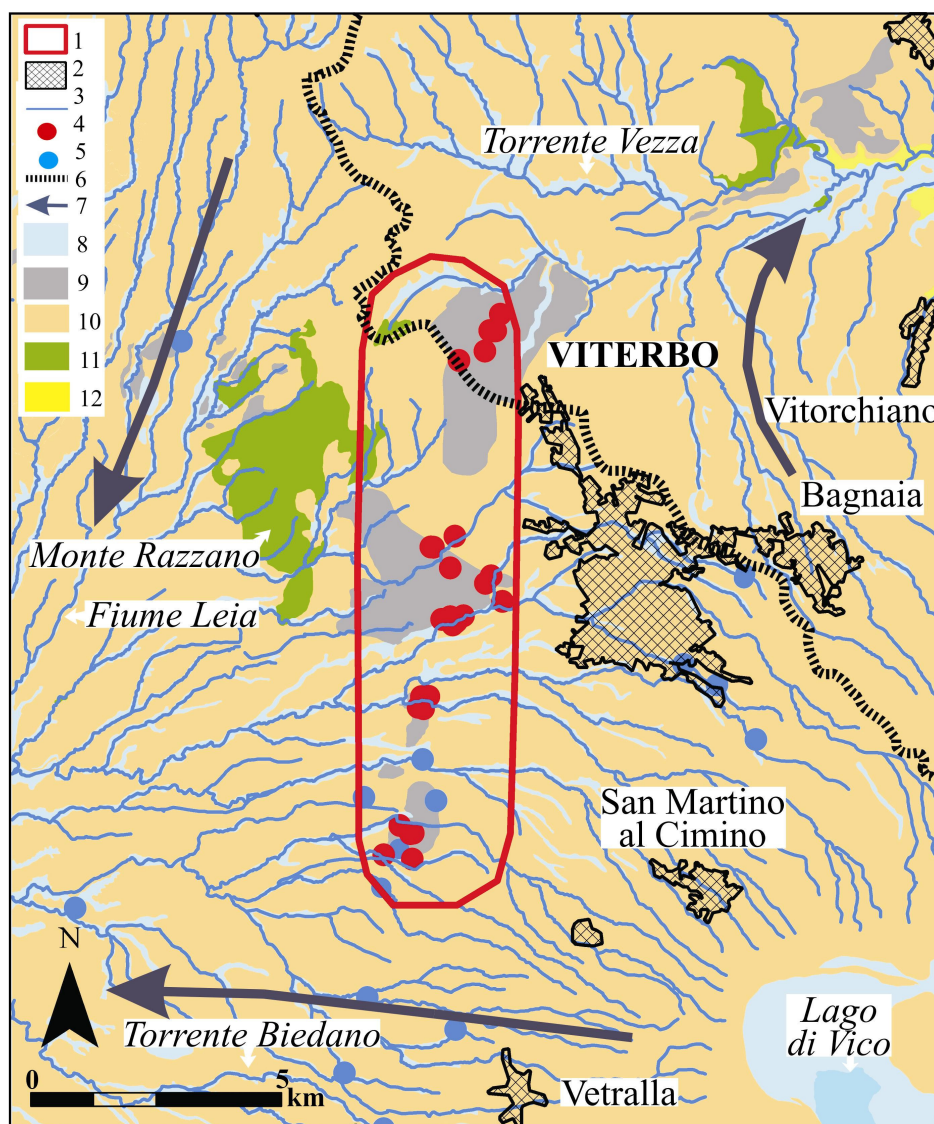 1
2
3
4
5
6
7
8
9
10
11
12
Torrente Vezza
VITERBO
Vitorchiano
Bagnaia
Monte Razzano
Fiume Leia
San Martino
al Cimino
N
Lago
di Vico
Torrente Biedano
0 5
km
Vetralla